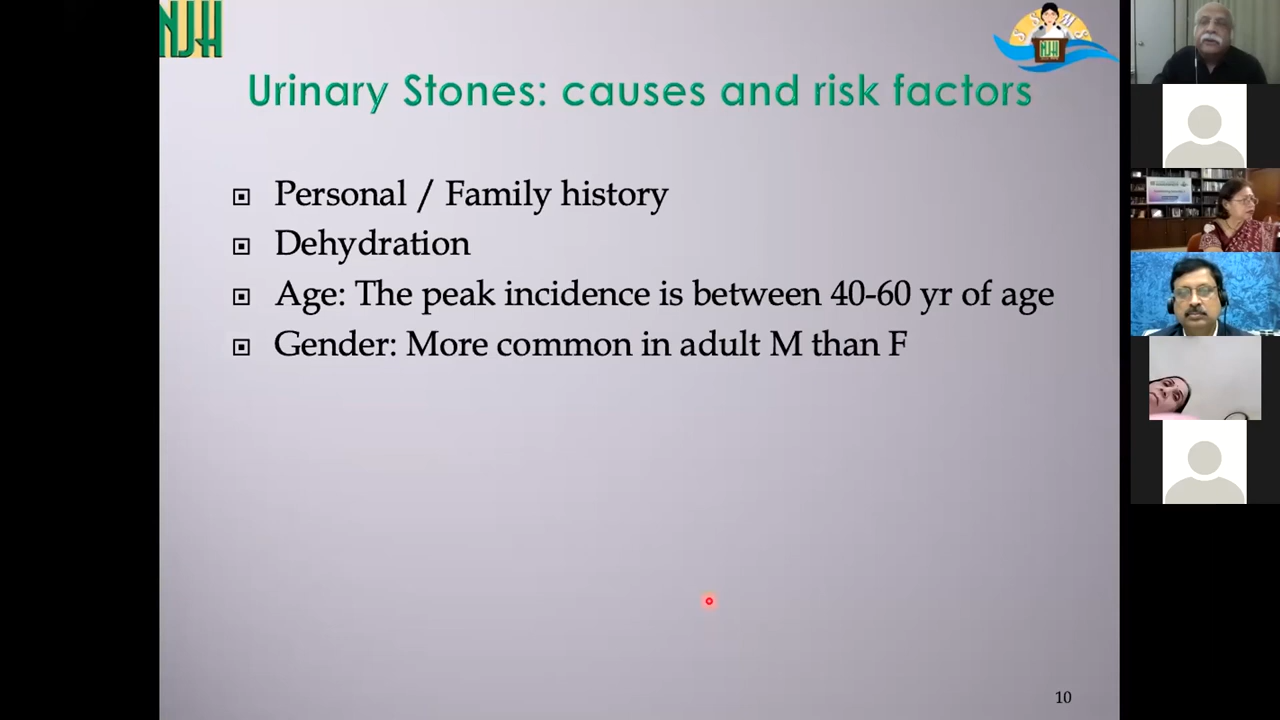 NJH
S S M S
NJH
Urinary Stones: causes and risk factors
Personal / Family history
Dehydration
Age: The peak incidence is between 40-60 yr of age
Gender: More common in adult M than F
10